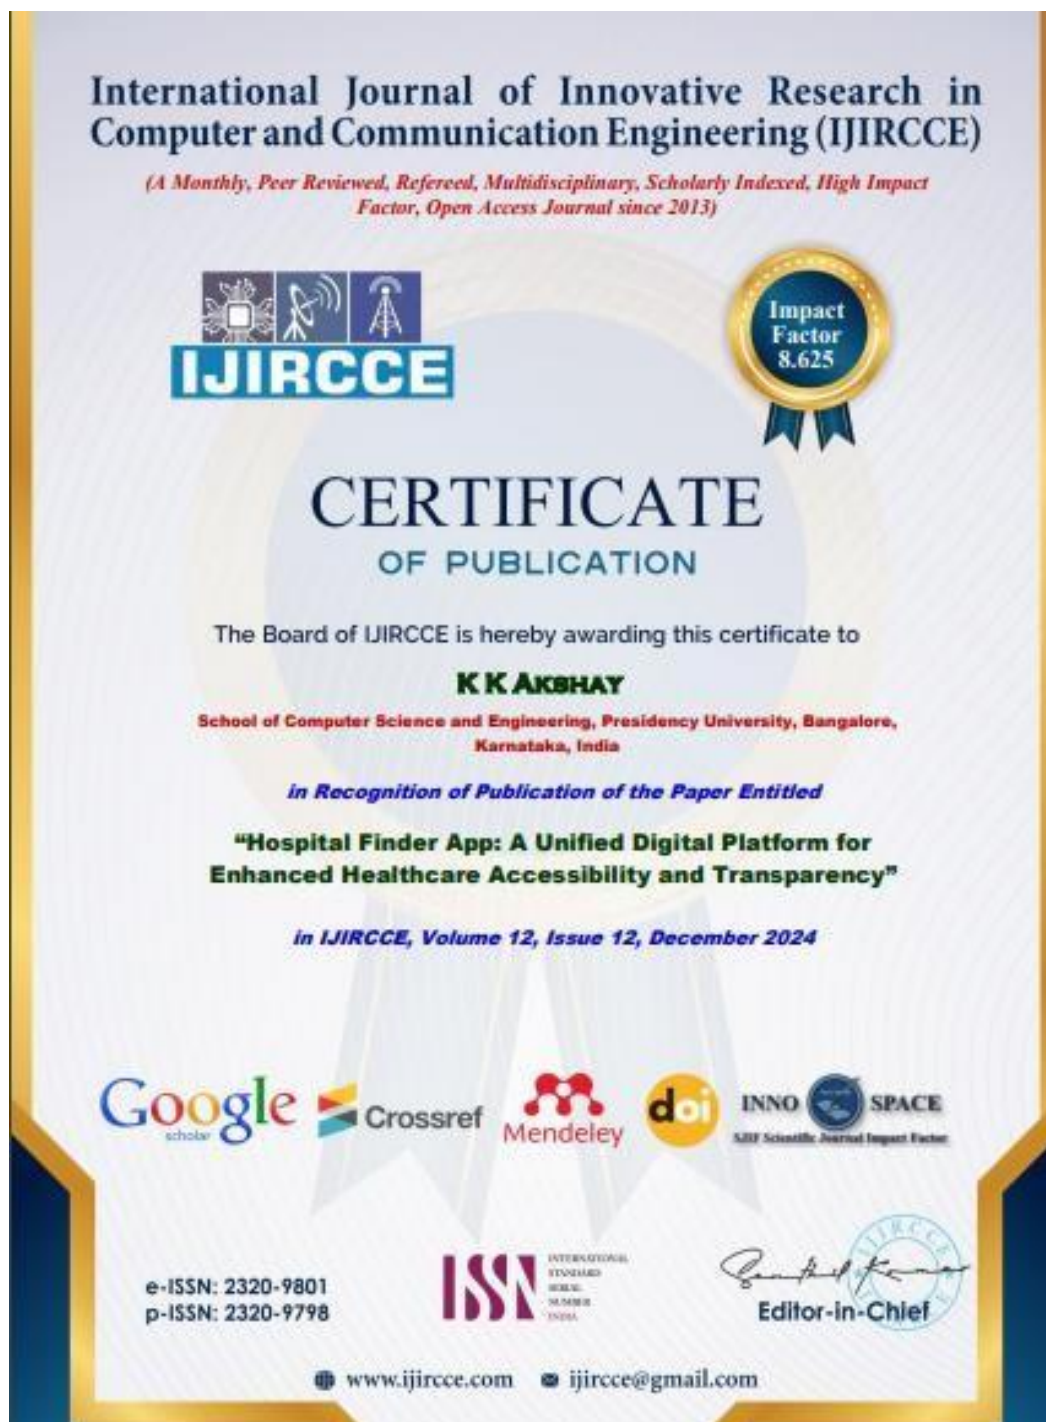 International Journal of Innovative Research in
Computer and Communication Engineering (IJIRCCE)
(A Monthly, Peer Reviewed, Refereed, Multidisciplinary, Scholarly Indexed, High Impact
Factor, Open Access Journal since 2013)
IJIRCCE
Impact
Factor
8.625
CERTIFICATE
OF PUBLICATION
The Board of IJIRCCE is hereby awarding this certificate to
K K AKSHAY
School of Computer Science and Engineering, Presidency University, Bangalore,
Karnataka, India
in Recognition of Publication of the Paper Entitled
“Hospital Finder App: A Unified Digital Platform for
Enhanced Healthcare Accessibility and Transparency”
in IJIRCCE, Volume 12, Issue 12, December 2024
Google
scholar
Crossref
Mendeley
doi
INNO SPACE
SJIF Scientific Journal Impact Factor
e-ISSN: 2320-9801
p-ISSN: 2320-9798
ISSN
INTERNATIONAL
STANDARD
SERIAL
NUMBER
INDIA
IJIRCCE
Editor-in-Chief
www.ijircce.com
ijircce@gmail.com